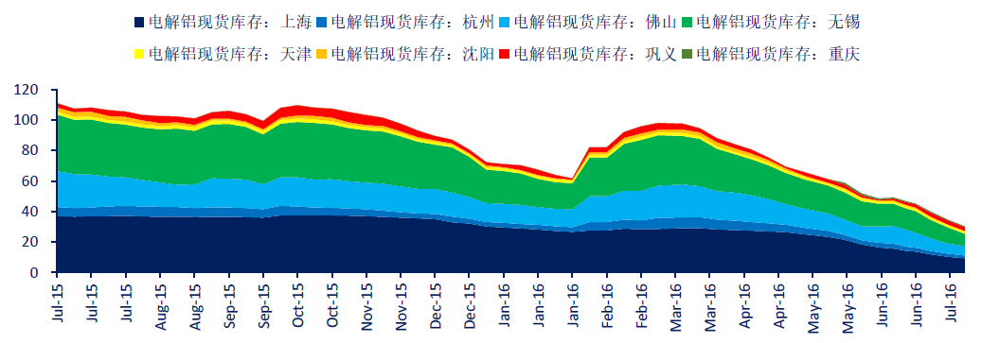 电解铝现货库存：上海 电解铝现货库存：杭州 电解铝现货库存：佛山 电解铝现货库存：无锡
电解铝现货库存：天津 电解铝现货库存：沈阳 电解铝现货库存：巩义 电解铝现货库存：重庆
120
100
80
60
40
20
0
Jul-15 Jul-15 Jul-15 Aug-15 Aug-15 Sep-15 Sep-15 Oct-15 Oct-15 Nov-15 Nov-15 Dec-15 Dec-15 Jan-16 Jan-16 Jan-16 Feb-16 Feb-16 Mar-16 Mar-16 Apr-16 Apr-16 May-16 May-16 Jun-16 Jun-16 Jul-16